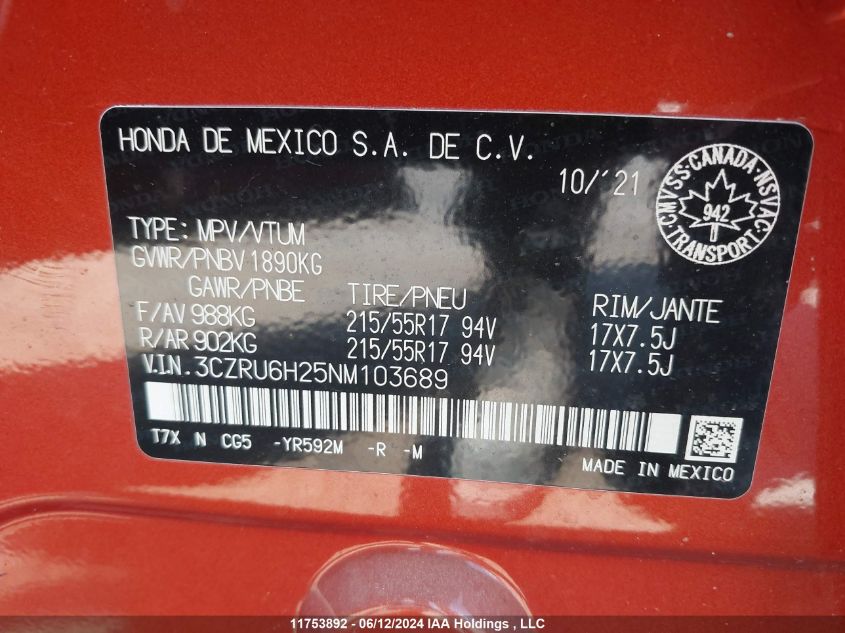 HONDA DE MEXICO S.A. DE C.V.
10/'21
CMVSS·CANADA·NSVAC·TRANSPORT·
942
TYPE: MPV/VTUM
GVWR/PNBV 1890KG
GAWR/PNBE TIRE/PNEU RIM/JANTE
F/AV 988KG 215/55R17 94V 17X7.5J
R/AR 902KG 215/55R17 94V 17X7.5J
V.I.N. 3CZRU6H25NM103689
T7X N CG5 -YR592M -R -M
MADE IN MEXICO
11753892 - 06/12/2024 IAA Holdings , LLC